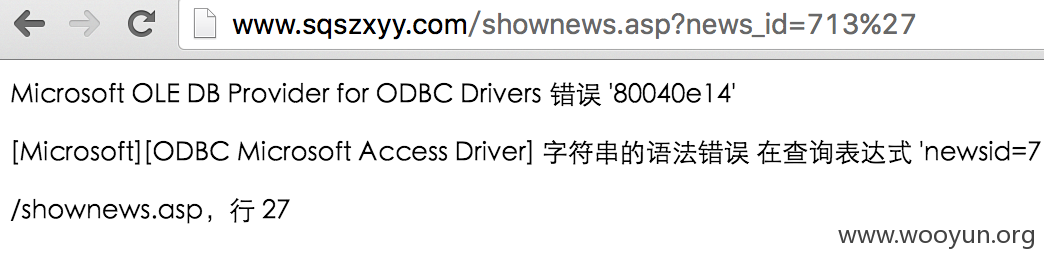 www.sqszxyy.com/shownews.asp?news_id=713%27
Microsoft OLE DB Provider for ODBC Drivers 错误 '80040e14'
[Microsoft][ODBC Microsoft Access Driver] 字符串的语法错误 在查询表达式 'newsid=7
/shownews.asp，行 27
www.wooyun.org